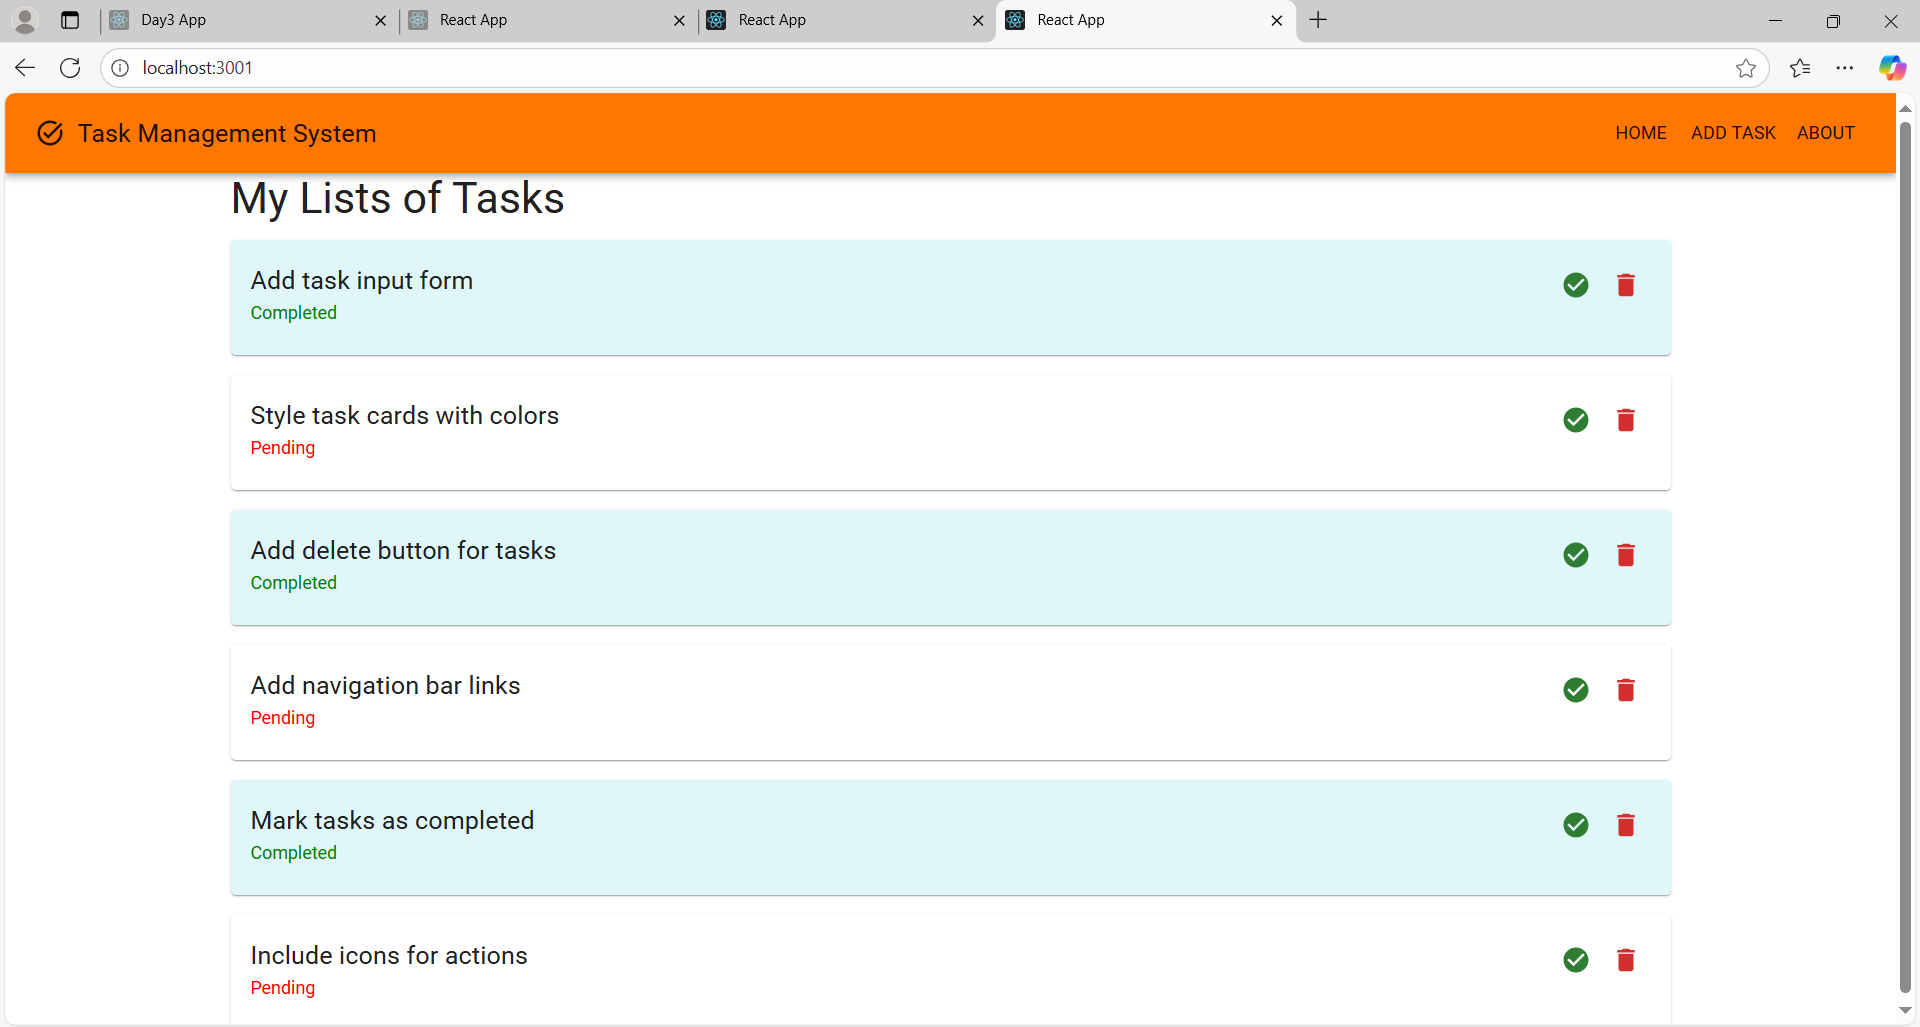 Day3 App
React App
React App
React App
localhost:3001
Task Management System
HOME
ADD TASK
ABOUT
My Lists of Tasks
Add task input form
Completed
Style task cards with colors
Pending
Add delete button for tasks
Completed
Add navigation bar links
Pending
Mark tasks as completed
Completed
Include icons for actions
Pending